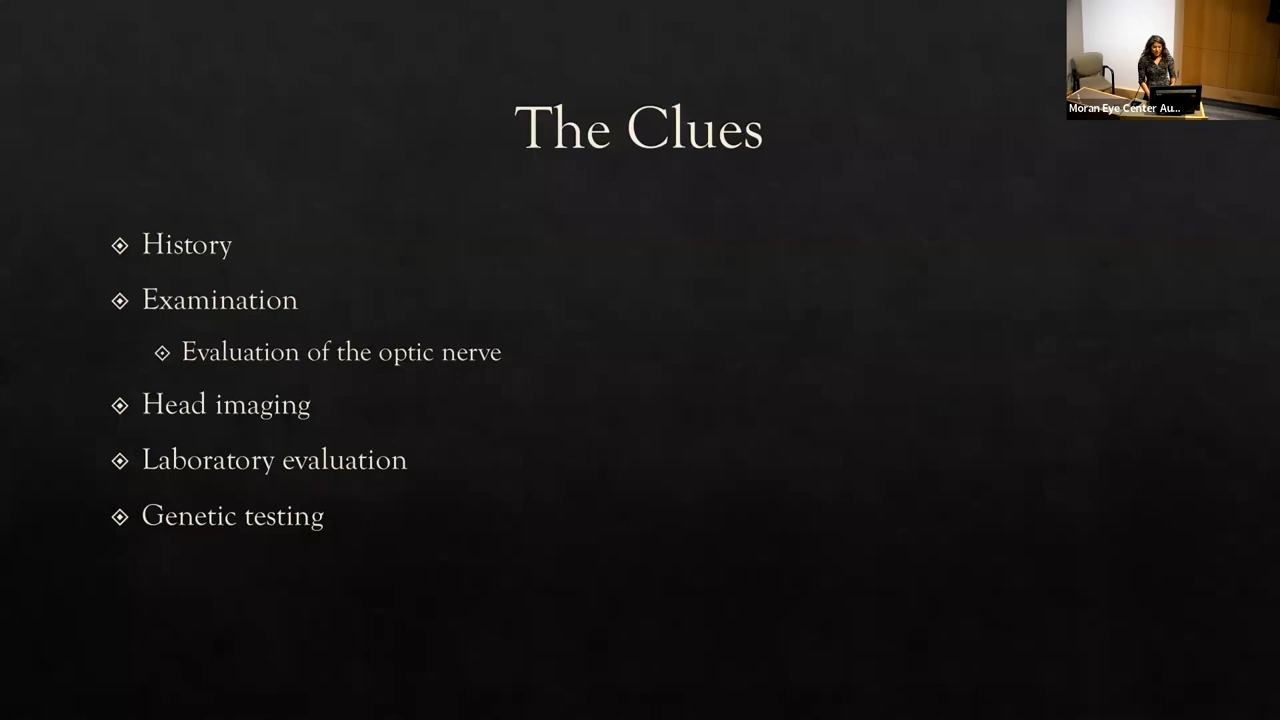 Moran Eye Center Au...
The Clues
History
Examination
Evaluation of the optic nerve
Head imaging
Laboratory evaluation
Genetic testing